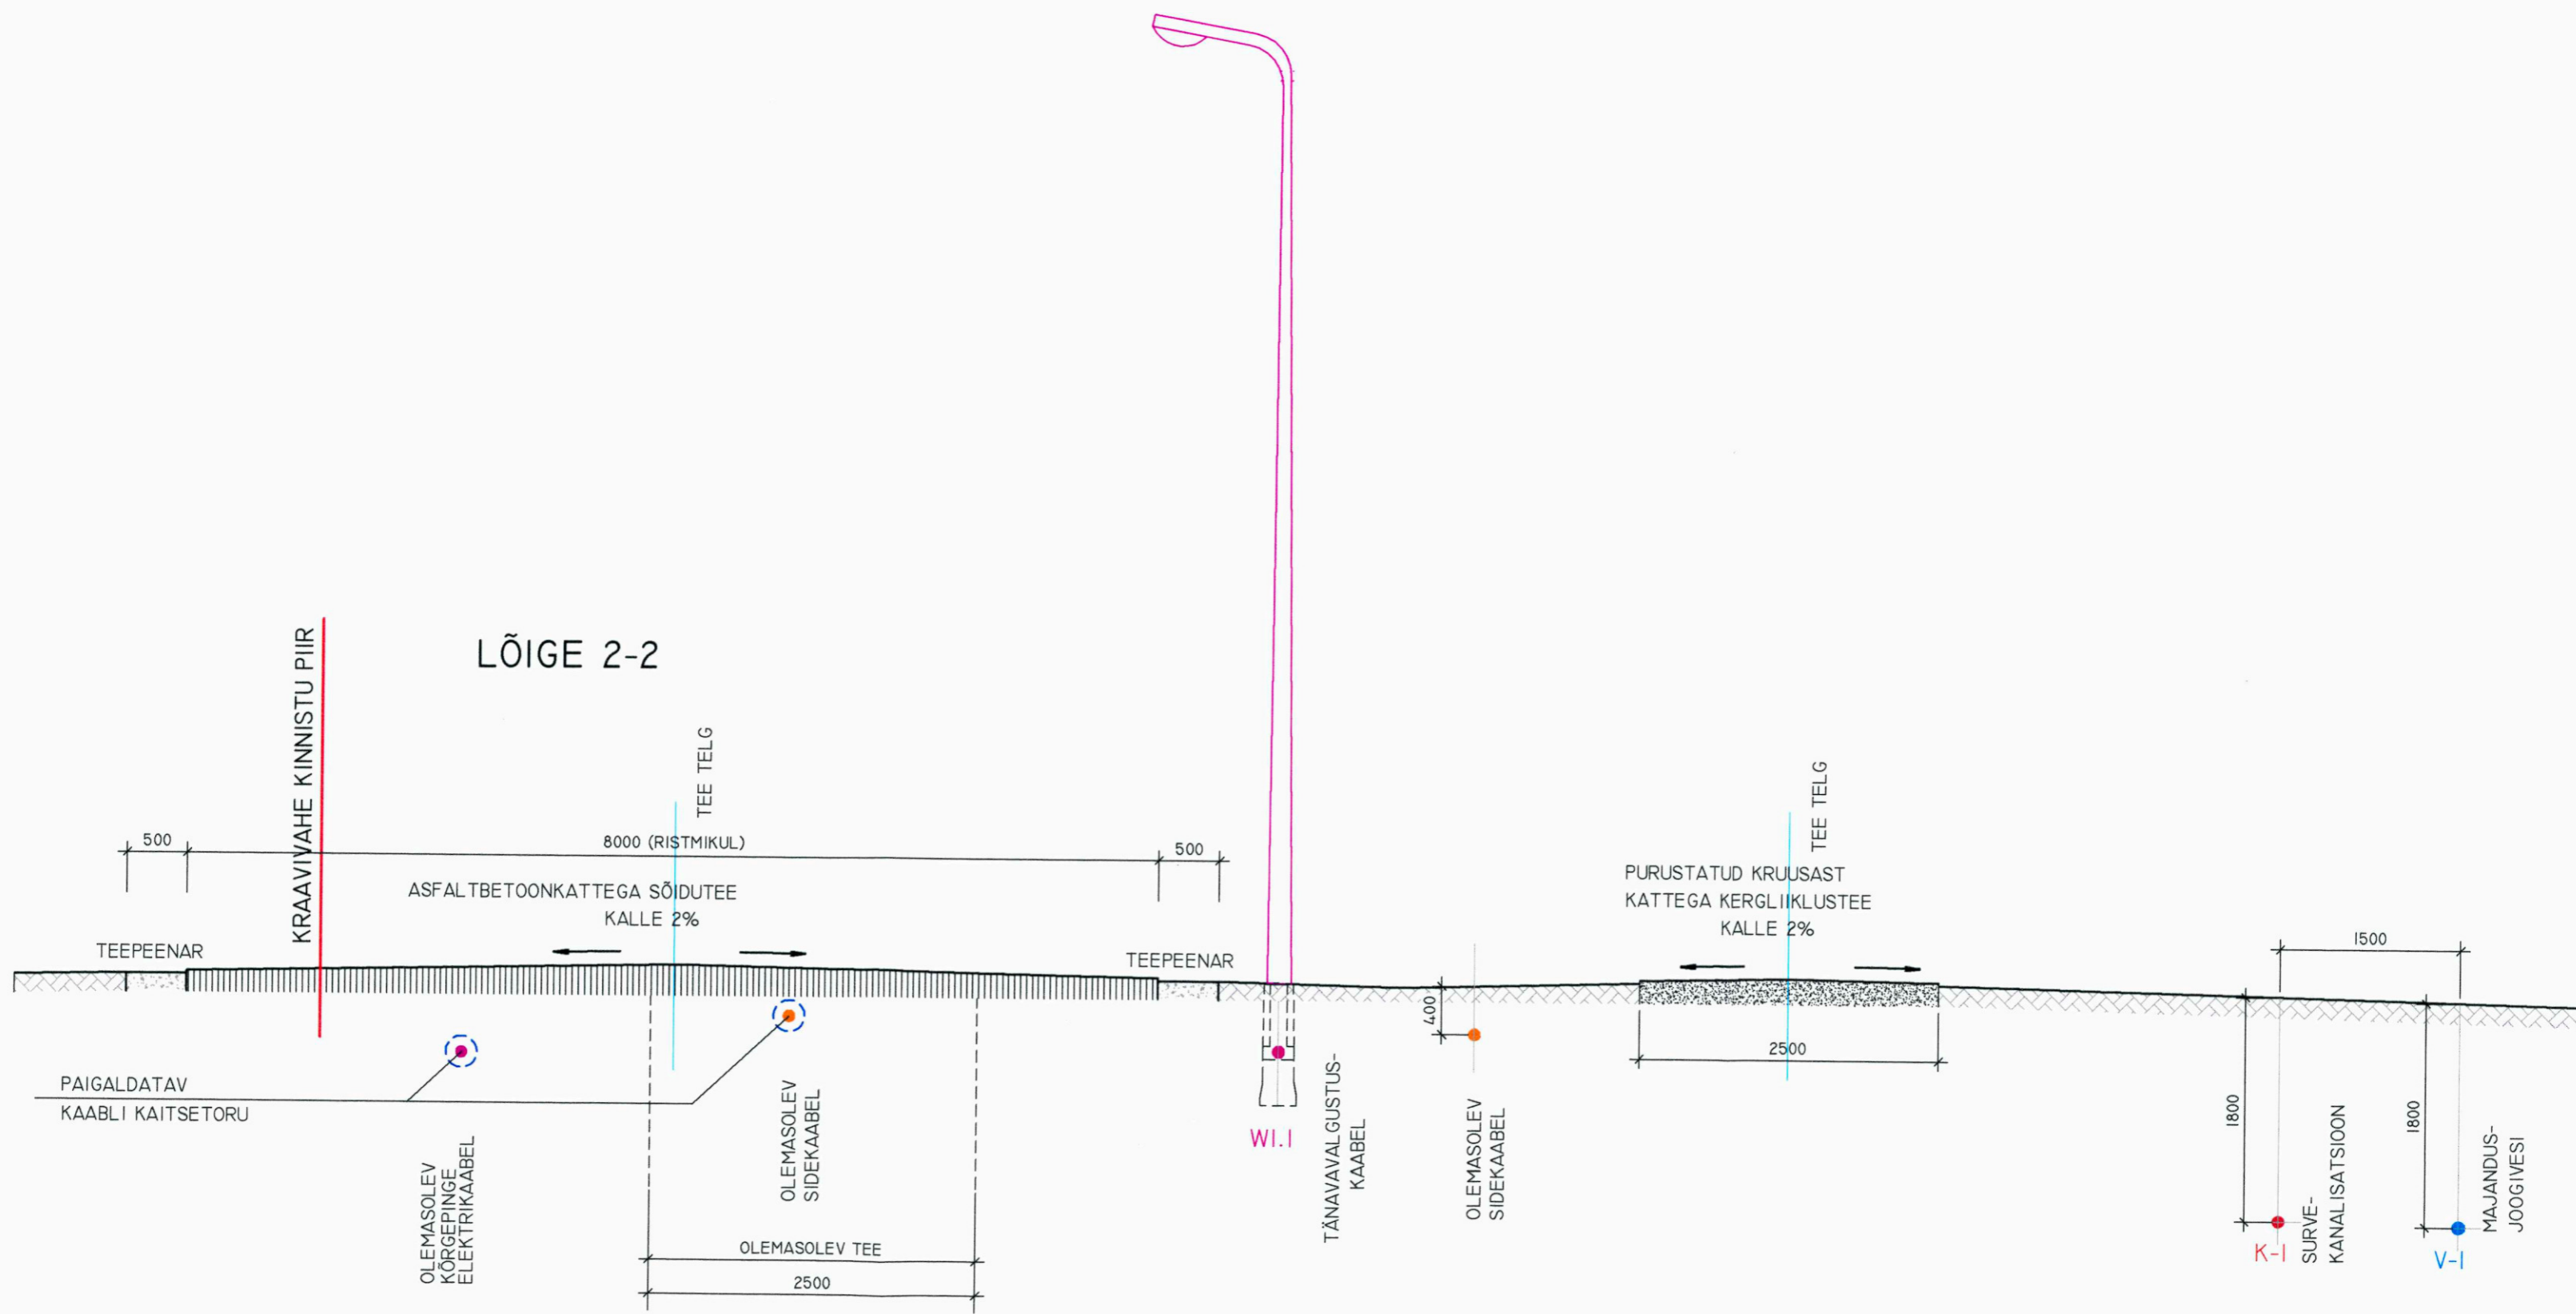 LÕIGE 2-2
KRAAVIVAHE KINNISTU PIIR
TEE TELG
500
8000 (RISTMIKUL)
500
ASFALTBETOONKATTEGA SÕIDUTEE
KALLE 2%
TEEPEENAR
TEEPEENAR
PAIGALDATAV
KAABLI KAITSETORU
OLEMASOLEV
KÕRGEPINGE
ELEKTRIKAABEL
OLEMASOLEV
SIDEKAABEL
OLEMASOLEV TEE
2500
W1.1
TÄNAVAVALGUSTUS-
KAABEL
400
OLEMASOLEV
SIDEKAABEL
TEE TELG
PURUSTATUD KRUUSAST
KATTEGA KERGLIIKLUSTEE
KALLE 2%
2500
1500
1800
K-1
SURVE-
KANALISATSIOON
1800
V-1
MAJANDUS-
JOOGIVESI